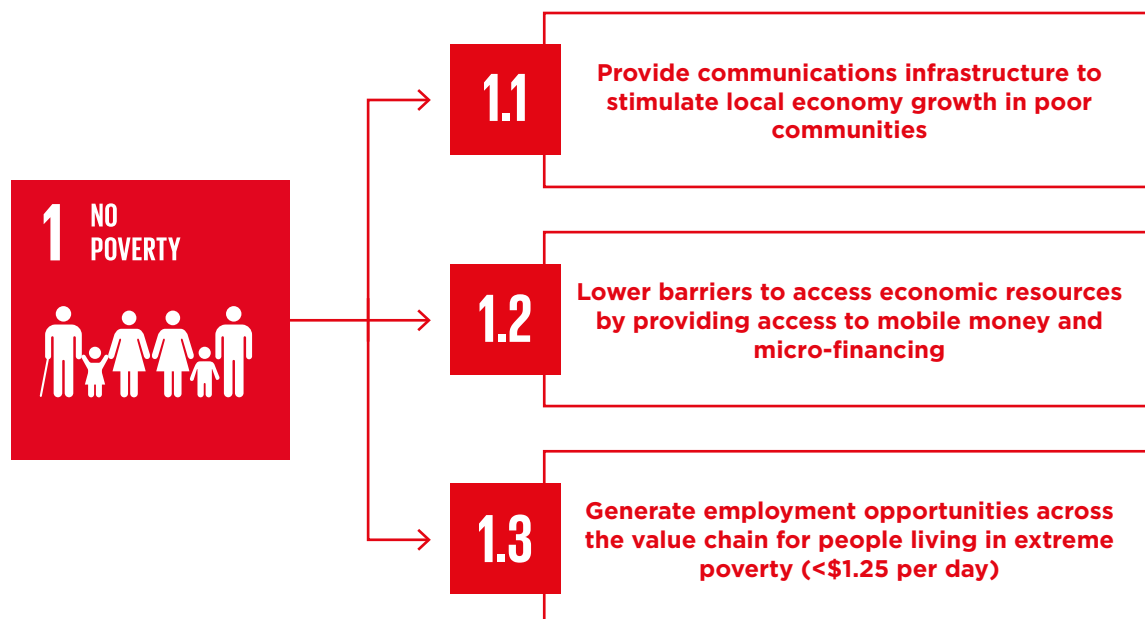 1 NO
POVERTY
1.1
Provide communications infrastructure to
stimulate local economy growth in poor
communities
1.2
Lower barriers to access economic resources
by providing access to mobile money and
micro-financing
1.3
Generate employment opportunities across
the value chain for people living in extreme
poverty (<$1.25 per day)